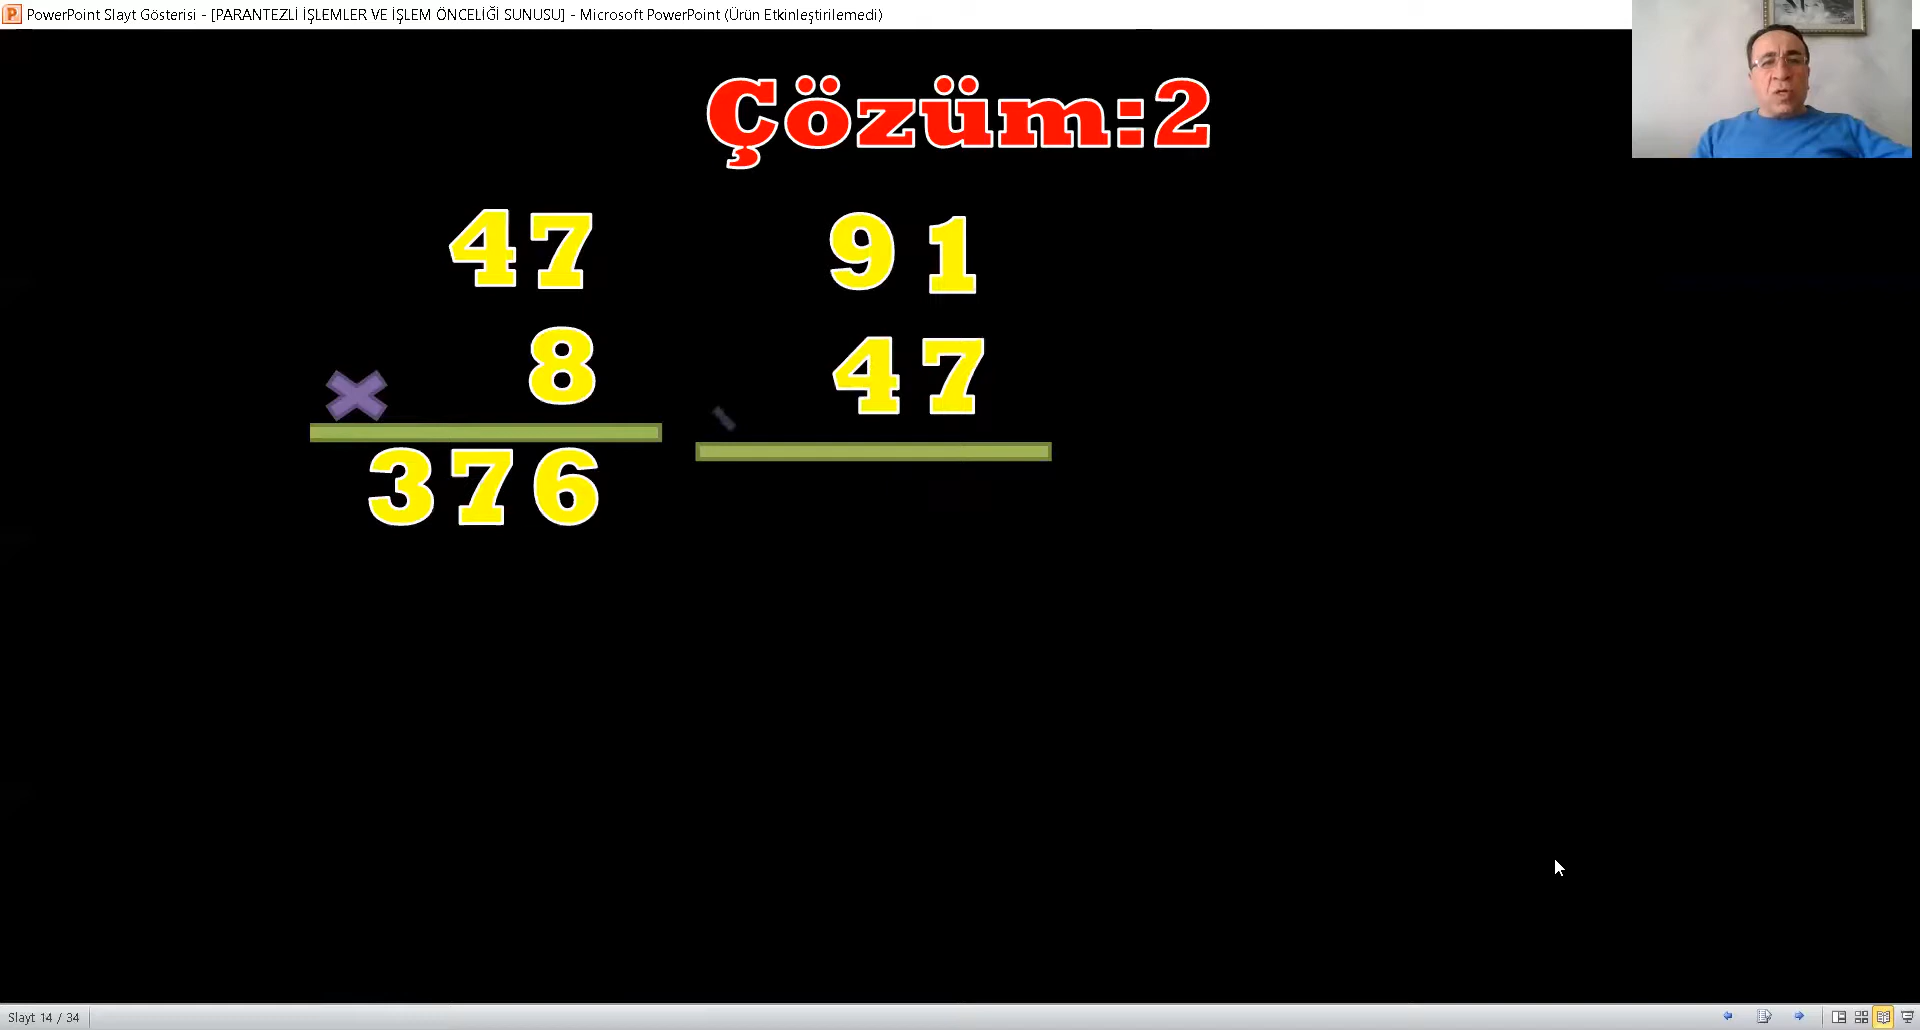 PowerPoint Slayt Gösterisi - [PARANTEZLİ İŞLEMLER VE İŞLEM ÖNCELİĞİ SUNUSU] - Microsoft PowerPoint (Ürün Etkinleştirilemedi)
Çözüm:2
47
8
×
376
91
47
Slayt 14 / 34